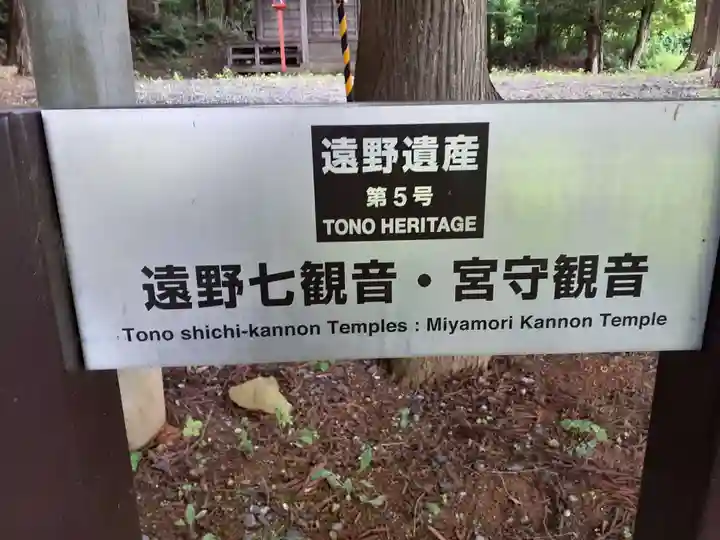 遠野遺産
第5号
TONO HERITAGE
遠野七観音・宮守観音
Tono shichi-kannon Temples : Miyamori Kannon Temple